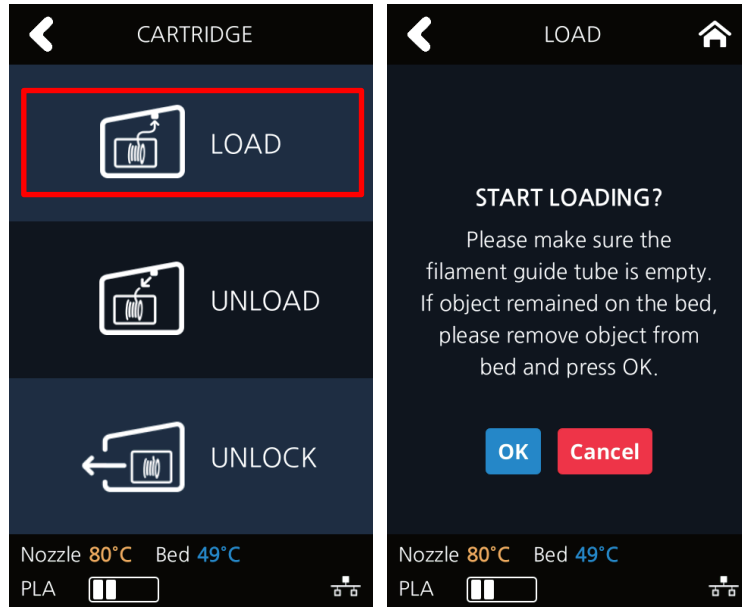 CARTRIDGE
LOAD
UNLOAD
UNLOCK
Nozzle 80°C Bed 49°C
PLA
LOAD
START LOADING?
Please make sure the
filament guide tube is empty.
If object remained on the bed,
please remove object from
bed and press OK.
OK Cancel
Nozzle 80°C Bed 49°C
PLA